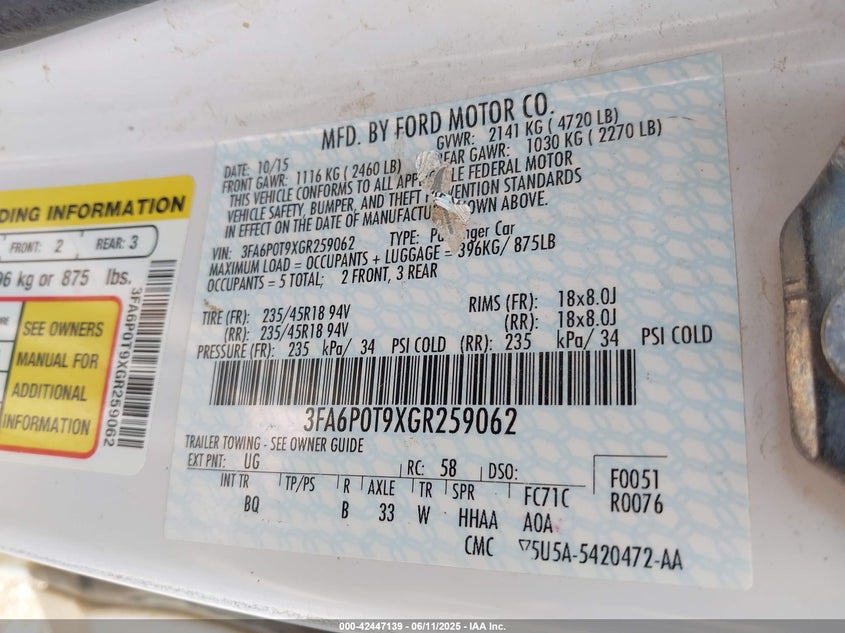 MFD. BY FORD MOTOR CO.
DATE: 10/15 GVWR: 2141 KG ( 4720 LB)
FRONT GAWR: 1116 KG ( 2460 LB) GAWR: 1030 KG ( 2270 LB)
THIS VEHICLE CONFORMS TO ALL FEDERAL MOTOR
VEHICLE SAFETY, BUMPER, AND THEFT STANDARDS
IN EFFECT ON THE DATE OF SHOWN ABOVE.
VIN: 3FA6P0T9XGR259062 TYPE: Car
MAXIMUM LOAD = OCCUPANTS + LUGGAGE = 396KG/ 875LB
OCCUPANTS = 5 TOTAL; 2 FRONT, 3 REAR
TIRE (FR): 235/45R18 94V RIMS (FR): 18x8.0J
(RR): 235/45R18 94V (RR): 18x8.0J
PRESSURE (FR): 235 kPa/ 34 PSI COLD (RR): 235 kPa/ 34 PSI COLD
3FA6P0T9XGR259062
TRAILER TOWING - SEE OWNER GUIDE
EXT PNT: UG RC: 58 DSO: F0051
INT TR TP/PS R AXLE TR SPR FC71C R0076
BQ B 33 W HHAA A0A
CMC 5U5A-5420472-AA
DING INFORMATION
FRONT: 2 REAR: 3
96 kg or 875 lbs.
SEE OWNERS
MANUAL FOR
ADDITIONAL
INFORMATION
3FA6P0T9XGR259062
000-42447139 - 06/11/2025 - IAA Inc.